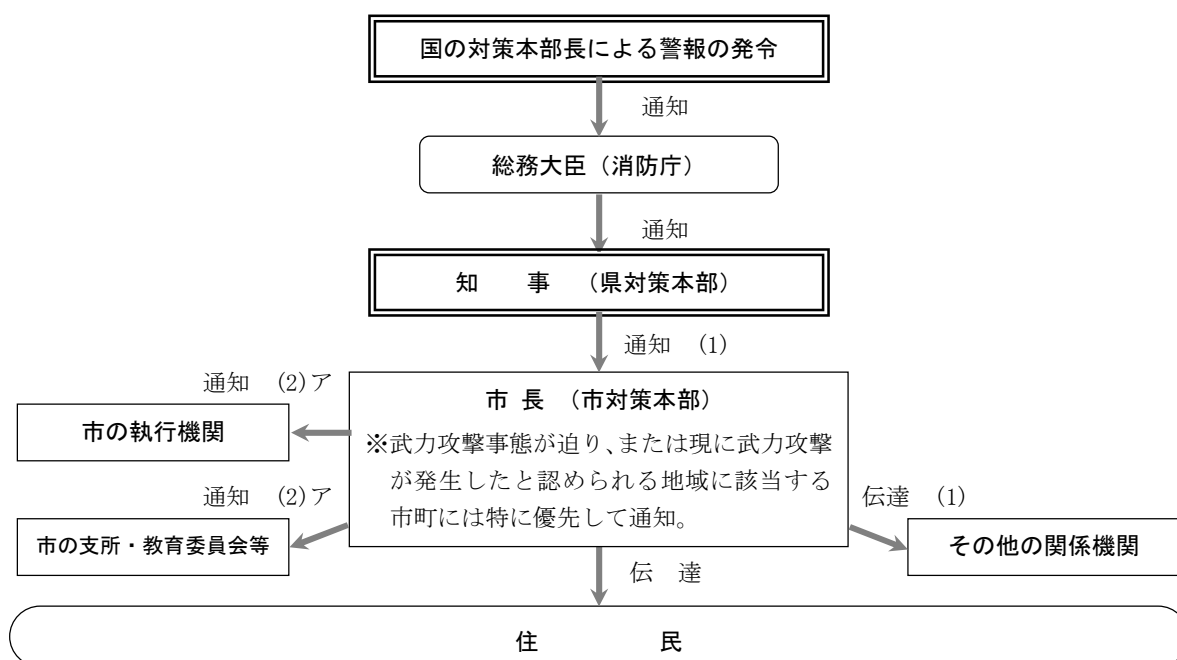 国の対策本部長による警報の発令
通知
総務大臣（消防庁）
通知
知　　事　（県対策本部）
通知　(1)
通知　(2)ア
市 長　（市対策本部）
市の執行機関
※武力攻撃事態が迫り、または現に武力攻撃
が発生したと認められる地域に該当する
市町には特に優先して通知。
通知　(2)ア
伝達　(1)
市の支所・教育委員会等
その他の関係機関
伝　達
住　　　　　民